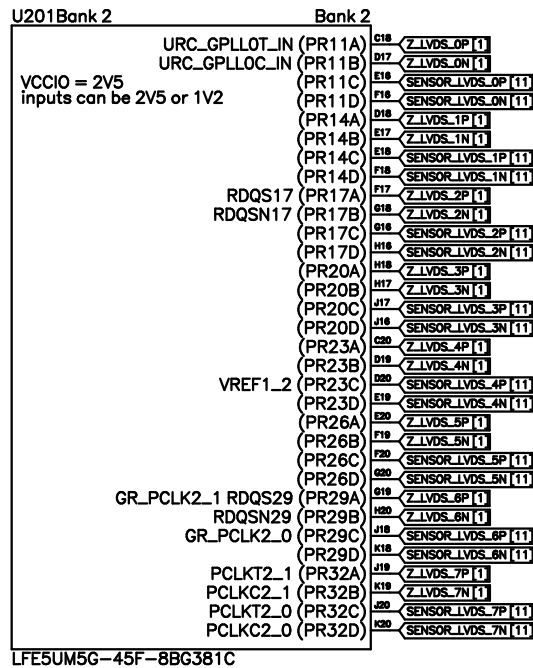 U201Bank 2 Bank 2
URC_GPLL0T_IN (PR11A) C18 Z_LVDS_0P [1]
URC_GPLL0C_IN (PR11B) D17 Z_LVDS_0N [1]
VCCIO = 2V5 (PR11C) E16 SENSOR_LVDS_0P [11]
inputs can be 2V5 or 1V2 (PR11D) F16 SENSOR_LVDS_0N [11]
(PR14A) D18 Z_LVDS_1P [1]
(PR14B) E17 Z_LVDS_1N [1]
(PR14C) E18 SENSOR_LVDS_1P [11]
(PR14D) F18 SENSOR_LVDS_1N [11]
RDQS17 (PR17A) F17 Z_LVDS_2P [1]
RDQSN17 (PR17B) G18 Z_LVDS_2N [1]
(PR17C) G16 SENSOR_LVDS_2P [11]
(PR17D) H16 SENSOR_LVDS_2N [11]
(PR20A) H18 Z_LVDS_3P [1]
(PR20B) H17 Z_LVDS_3N [1]
(PR20C) J17 SENSOR_LVDS_3P [11]
(PR20D) J16 SENSOR_LVDS_3N [11]
(PR23A) C20 Z_LVDS_4P [1]
(PR23B) D19 Z_LVDS_4N [1]
VREF1_2 (PR23C) D20 SENSOR_LVDS_4P [11]
(PR23D) E19 SENSOR_LVDS_4N [11]
(PR26A) E20 Z_LVDS_5P [1]
(PR26B) F19 Z_LVDS_5N [1]
(PR26C) F20 SENSOR_LVDS_5P [11]
(PR26D) G20 SENSOR_LVDS_5N [11]
GR_PCLK2_1 RDQS29 (PR29A) G19 Z_LVDS_6P [1]
RDQSN29 (PR29B) H20 Z_LVDS_6N [1]
GR_PCLK2_0 (PR29C) J18 SENSOR_LVDS_6P [11]
(PR29D) K18 SENSOR_LVDS_6N [11]
PCLKT2_1 (PR32A) J19 Z_LVDS_7P [1]
PCLKC2_1 (PR32B) K19 Z_LVDS_7N [1]
PCLKT2_0 (PR32C) J20 SENSOR_LVDS_7P [11]
PCLKC2_0 (PR32D) K20 SENSOR_LVDS_7N [11]
LFE5UM5G-45F-8BG381C